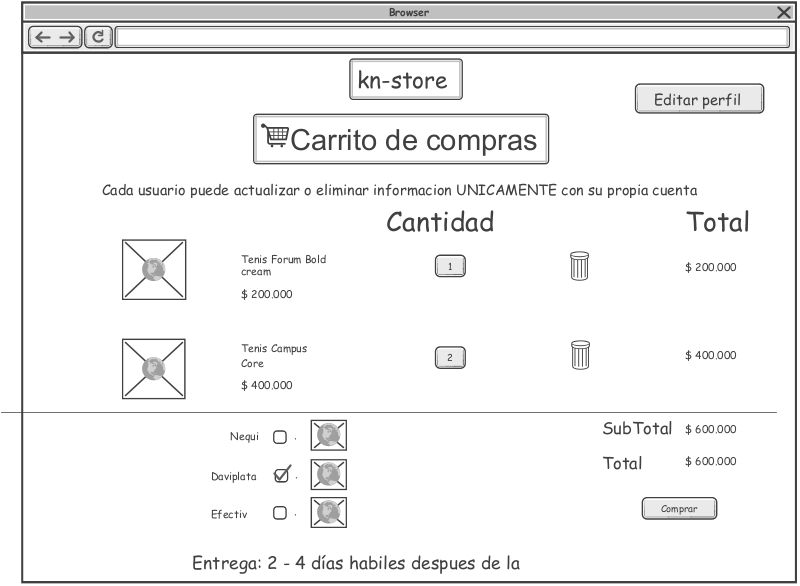 Browser
kn-store
Editar perfil
Carrito de compras
Cada usuario puede actualizar o eliminar informacion UNICAMENTE con su propia cuenta
Cantidad
Total
Tenis Forum Bold
cream
1
$ 200.000
$ 200.000
Tenis Campus
Core
2
$ 400.000
$ 400.000
Nequi
SubTotal
$ 600.000
Daviplata
Total
$ 600.000
Efectiv
Comprar
Entrega: 2 - 4 días habiles despues de la